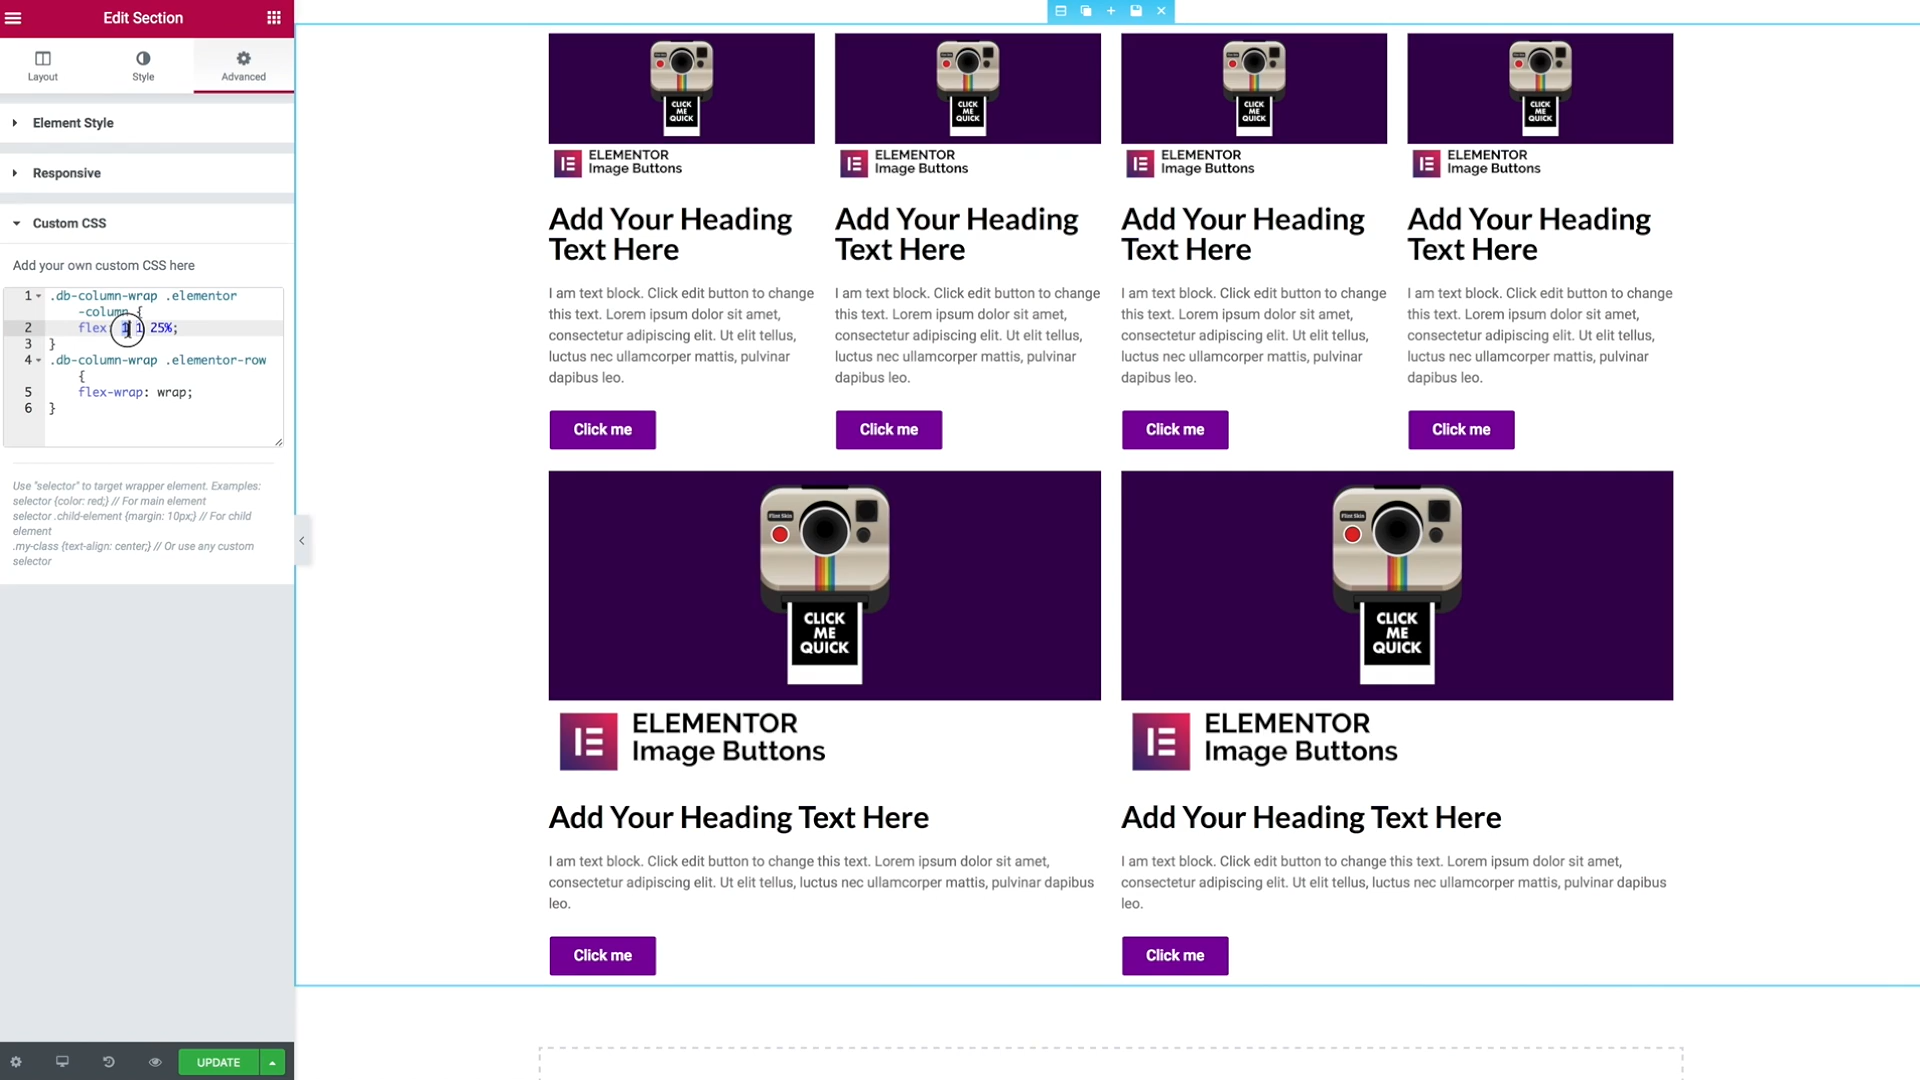 Edit Section
Layout
Style
Advanced
Element Style
Responsive
Custom CSS
Add your own custom CSS here
1 .db-column-wrap .elementor
-column {
2 flex: 1 1 25%;
3 }
4 .db-column-wrap .elementor-row
{
5 flex-wrap: wrap;
6 }
Use "selector" to target wrapper element. Examples:
selector {color: red;} // For main element
selector .child-element {margin: 10px;} // For child
element
.my-class {text-align: center;} // Or use any custom
selector
UPDATE
CLICK
ME
QUICK
ELEMENTOR
Image Buttons
Add Your Heading
Text Here
I am text block. Click edit button to change
this text. Lorem ipsum dolor sit amet,
consectetur adipiscing elit. Ut elit tellus,
luctus nec ullamcorper mattis, pulvinar
dapibus leo.
Click me
CLICK
ME
QUICK
ELEMENTOR
Image Buttons
Add Your Heading
Text Here
I am text block. Click edit button to change
this text. Lorem ipsum dolor sit amet,
consectetur adipiscing elit. Ut elit tellus,
luctus nec ullamcorper mattis, pulvinar
dapibus leo.
Click me
CLICK
ME
QUICK
ELEMENTOR
Image Buttons
Add Your Heading
Text Here
I am text block. Click edit button to change
this text. Lorem ipsum dolor sit amet,
consectetur adipiscing elit. Ut elit tellus,
luctus nec ullamcorper mattis, pulvinar
dapibus leo.
Click me
CLICK
ME
QUICK
ELEMENTOR
Image Buttons
Add Your Heading
Text Here
I am text block. Click edit button to change
this text. Lorem ipsum dolor sit amet,
consectetur adipiscing elit. Ut elit tellus,
luctus nec ullamcorper mattis, pulvinar
dapibus leo.
Click me
CLICK
ME
QUICK
ELEMENTOR
Image Buttons
Add Your Heading Text Here
I am text block. Click edit button to change this text. Lorem ipsum dolor sit amet,
consectetur adipiscing elit. Ut elit tellus, luctus nec ullamcorper mattis, pulvinar dapibus
leo.
Click me
CLICK
ME
QUICK
ELEMENTOR
Image Buttons
Add Your Heading Text Here
I am text block. Click edit button to change this text. Lorem ipsum dolor sit amet,
consectetur adipiscing elit. Ut elit tellus, luctus nec ullamcorper mattis, pulvinar dapibus
leo.
Click me